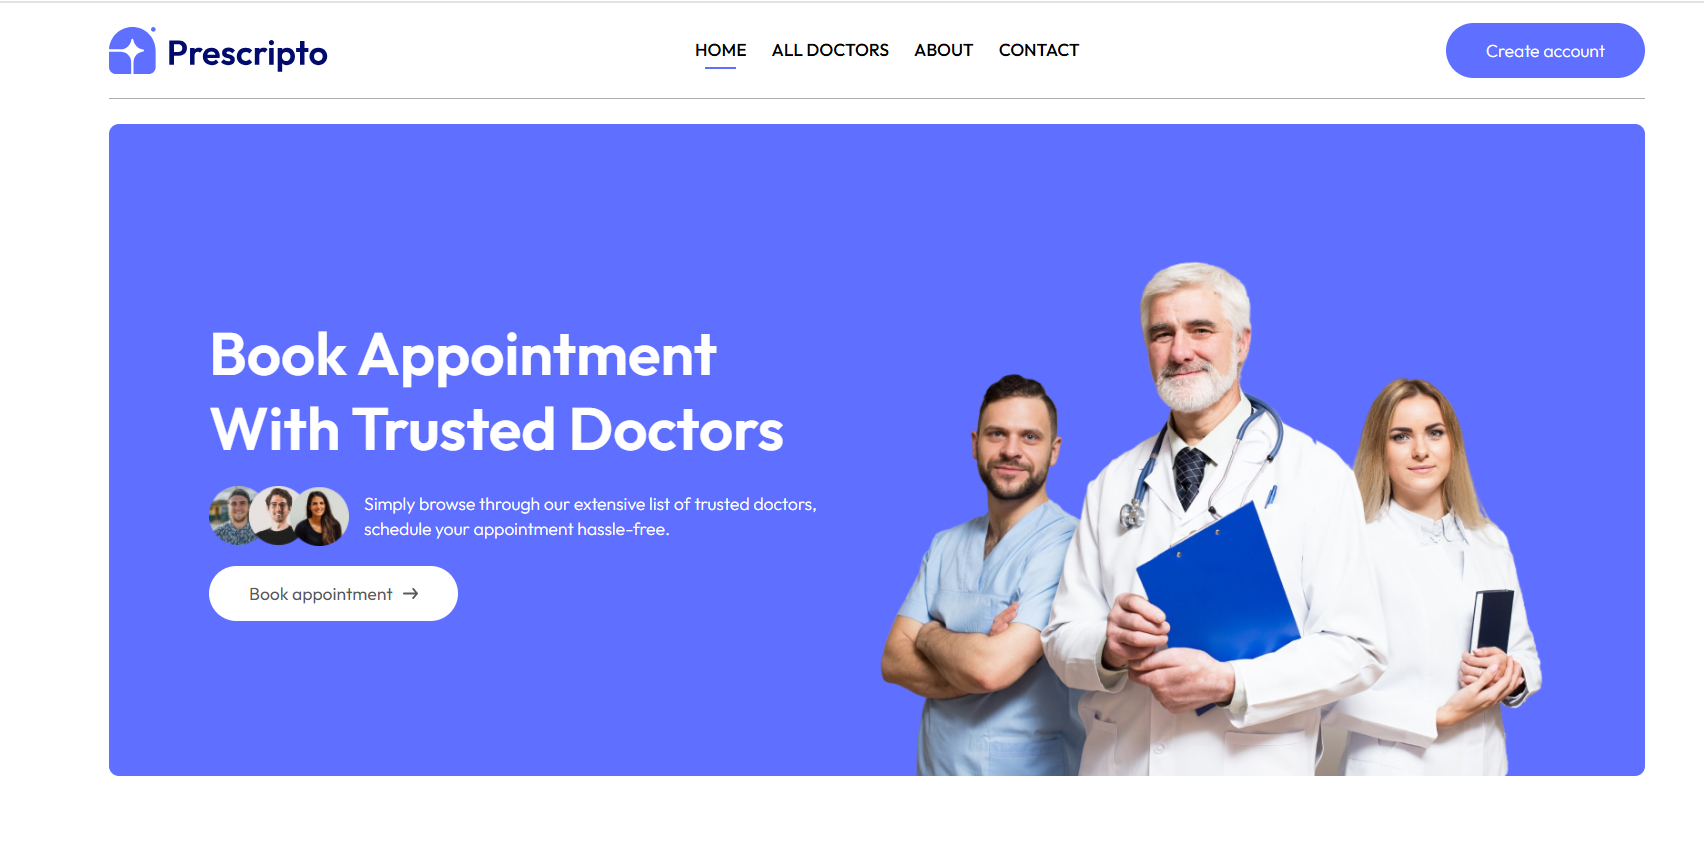 Prescripto
HOME
ALL DOCTORS
ABOUT
CONTACT
Create account
Book Appointment
With Trusted Doctors
Simply browse through our extensive list of trusted doctors,
schedule your appointment hassle-free.
Book appointment →